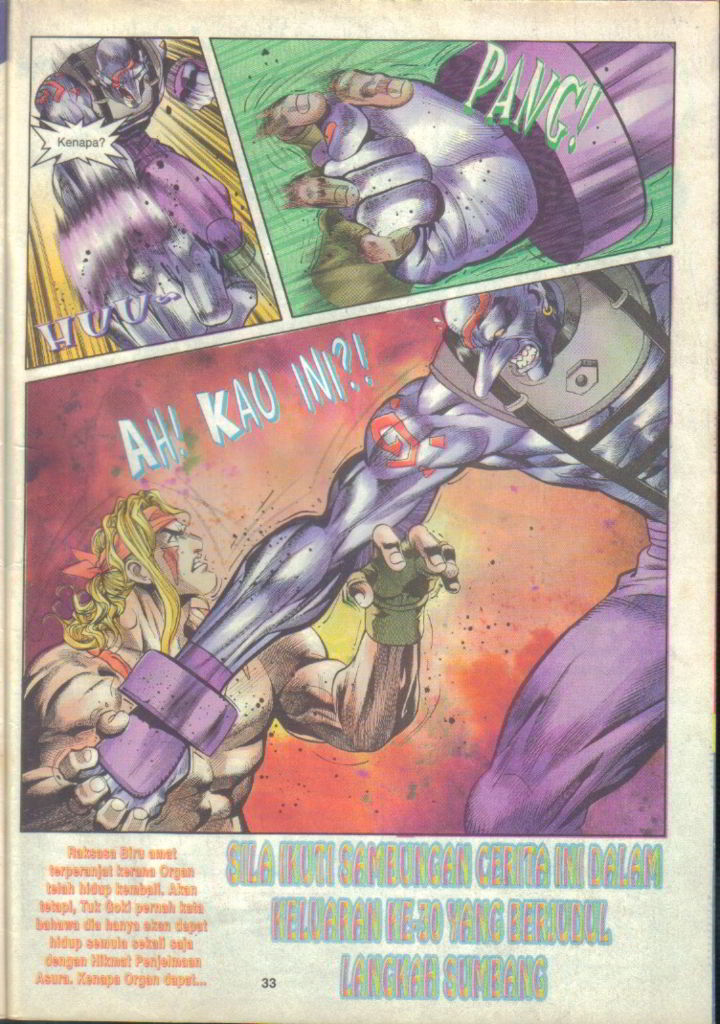 Kenapa?
HUU~
PANG!
AH! KAU INI?!
Raksasa Biru amat
terperanjat kerana Organ
telah hidup kembali. Akan
tetapi, Tuk Goki pernah kata
bahawa dia hanya akan dapat
hidup semula sekali saja
dengan Hikmat Penjelmaan
Asura. Kenapa Organ dapat...
SILA IKUTI SAMBUNGAN CERITA INI DALAM
KELUARAN KE-30 YANG BERJUDUL
LANGKAH SUMBANG
33